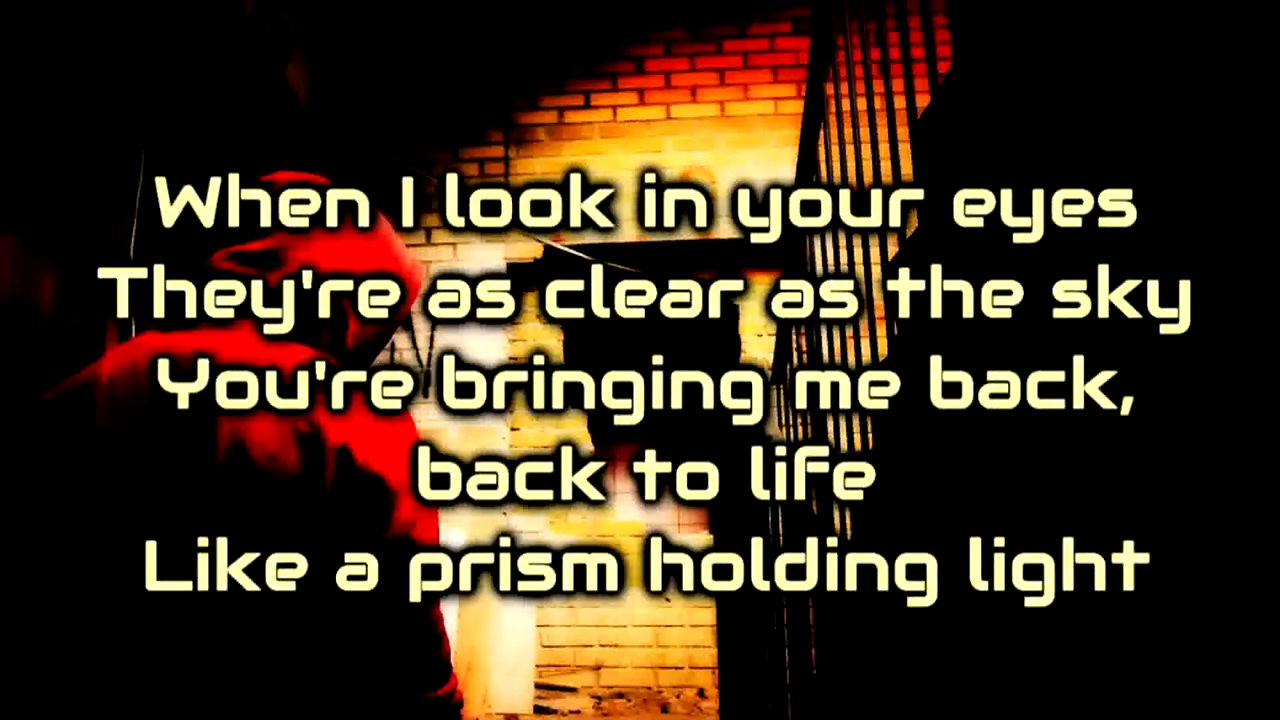 When I look in your eyes
They're as clear as the sky
You're bringing me back,
back to life
Like a prism holding light